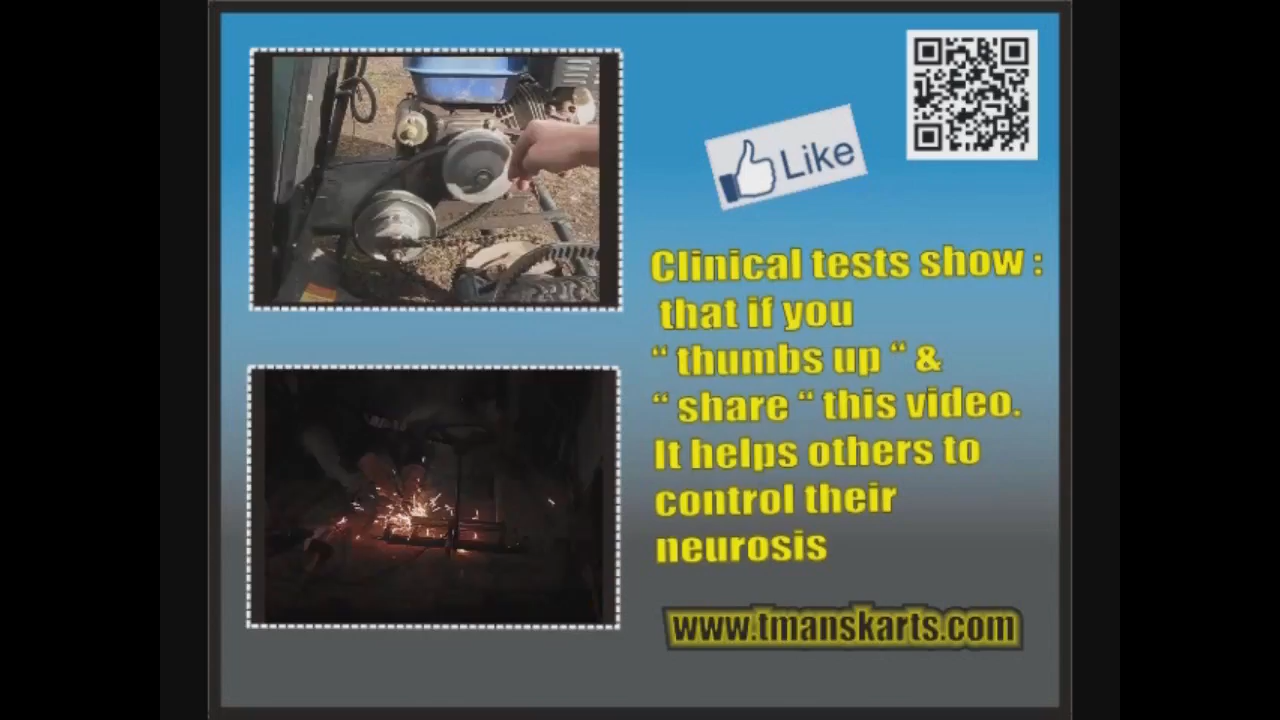 Like
Clinical tests show :
that if you
“ thumbs up “ &
“ share “ this video.
It helps others to
control their
neurosis
www.tmanskarts.com